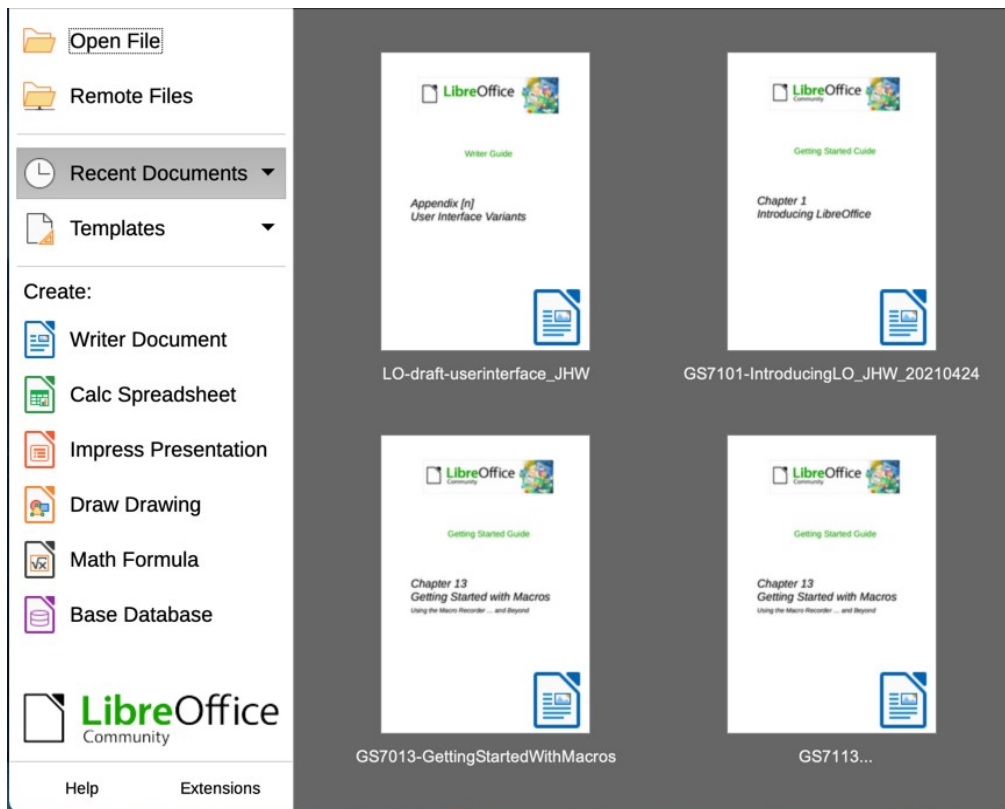 Open File
Remote Files
Recent Documents
Templates
Create:
Writer Document
Calc Spreadsheet
Impress Presentation
Draw Drawing
Math Formula
Base Database
LibreOffice
Community
Help Extensions
LibreOffice
Writer Guide
Appendix [n]
User Interface Variants
LO-draft-userinterface_JHW
LibreOffice
Community
Getting Started Guide
Chapter 1
Introducing LibreOffice
GS7101-IntroducingLO_JHW_20210424
LibreOffice
Community
Getting Started Guide
Chapter 13
Getting Started with Macros
Using the Macro Recorder ... and Beyond
GS7013-GettingStartedWithMacros
LibreOffice
Community
Getting Started Guide
Chapter 13
Getting Started with Macros
Using the Macro Recorder ... and Beyond
GS7113...